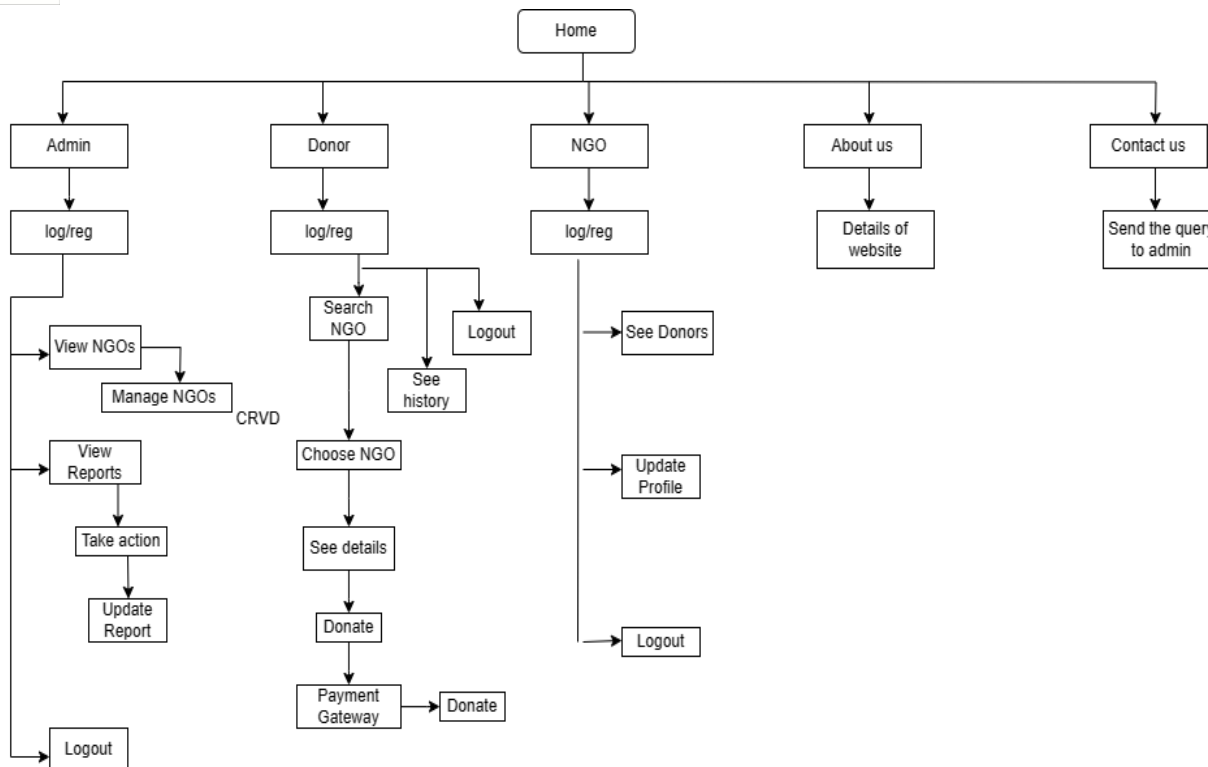 Home
Admin
Donor
NGO
About us
Contact us
log/reg
log/reg
log/reg
Details of
website
Send the query
to admin
Search
NGO
Logout
See Donors
View NGOs
See
history
Manage NGOs
CRVD
View
Reports
Choose NGO
Update
Profile
Take action
See details
Update
Report
Donate
Logout
Payment
Gateway
Donate
Logout